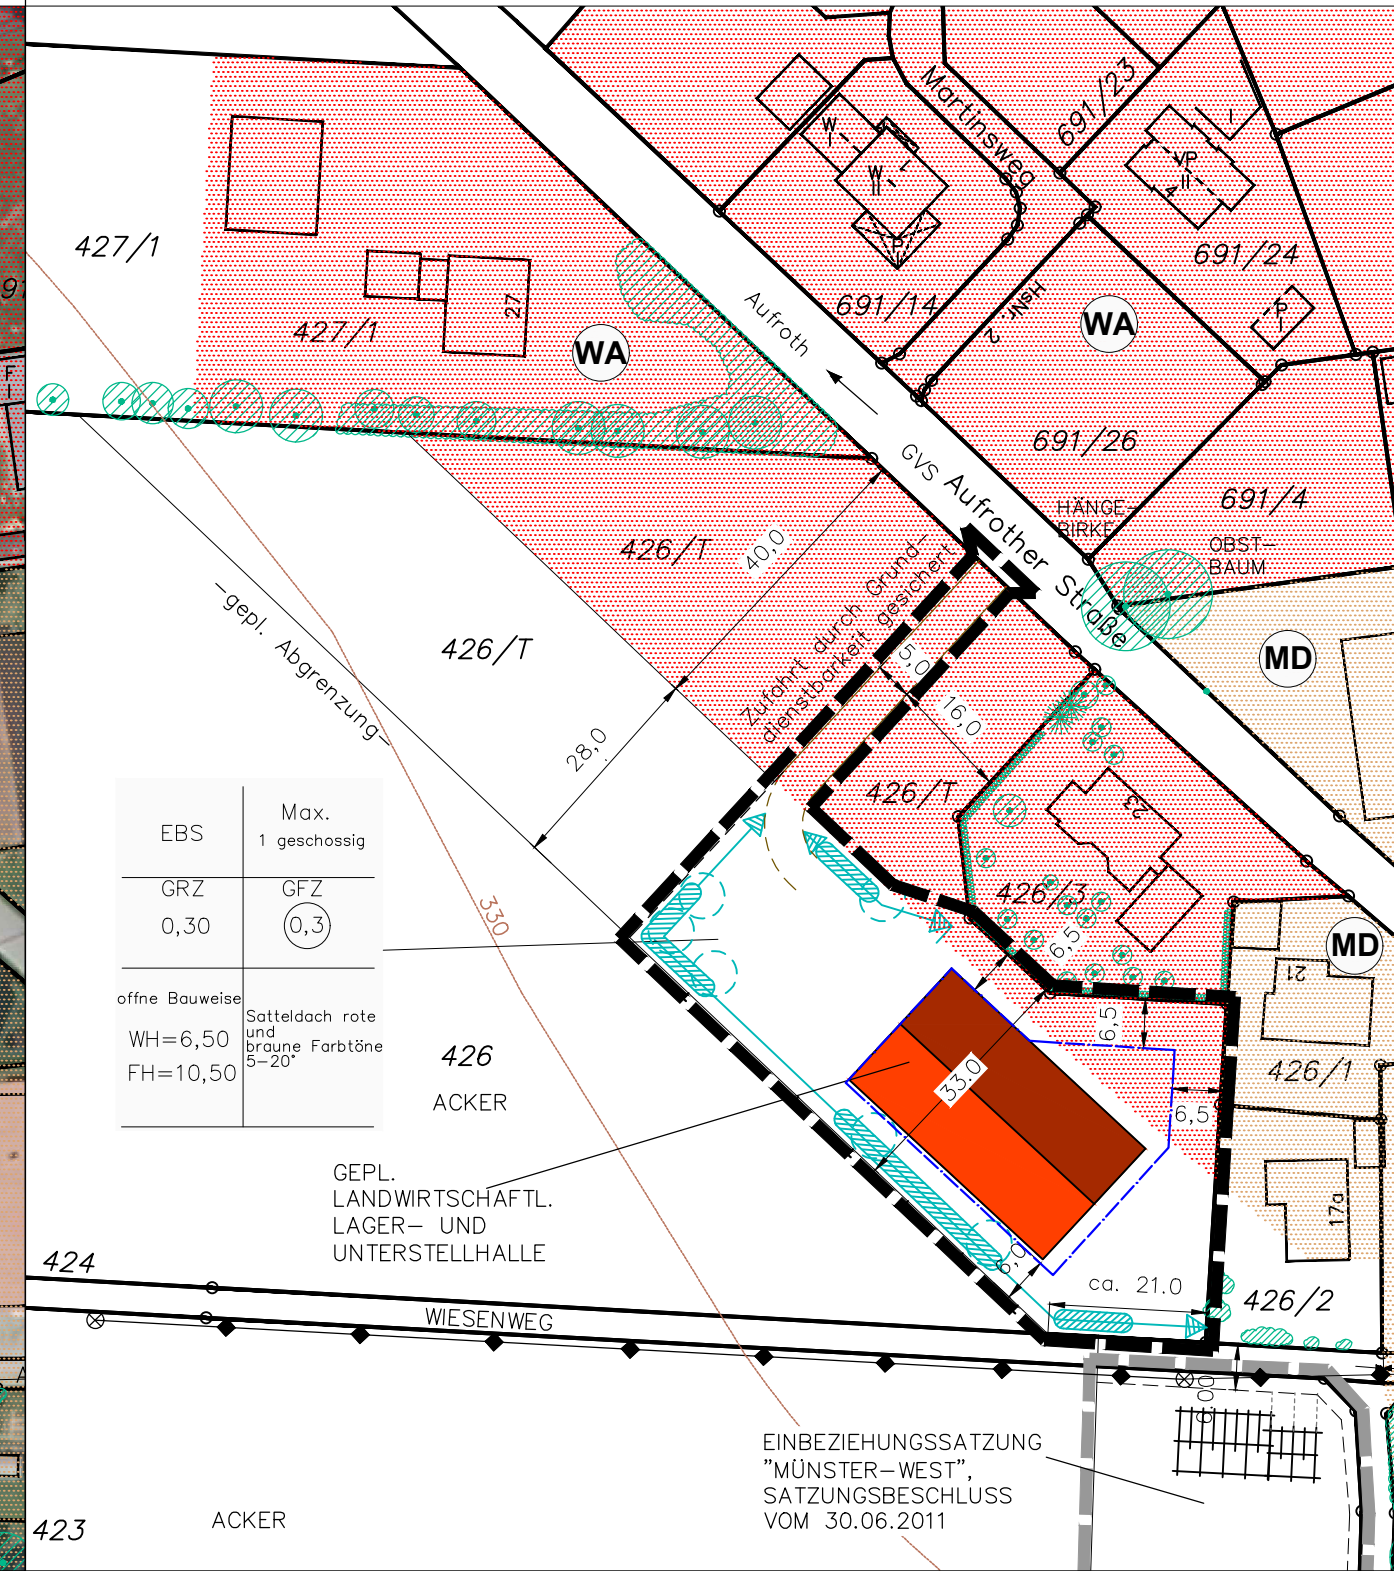 Martinsweg
691/23
W
I
W
II
VP
II
4
I
691/24
427/1
27
427/1
WA
691/14
HsNr. 2
WA
Aufroth
691/26
691/4
GVS Aufrother Straße
HÄNGE-
BIRKE
OBST-
BAUM
426/T
40,0
426/T
-gepl. Abgrenzung-
Zufahrt durch Grund-
dienstbarkeit gesichert
5,0
16,0
MD
28,0
426/T
23
426/3
EBS
Max.
1 geschossig
GRZ
0,30
GFZ
0,3
offne Bauweise
WH=6,50
FH=10,50
Satteldach rote
und
braune Farbtöne
5-20°
330
6,5
MD
21
6,5
426
ACKER
33.0
6,5
426/1
GEPL.
LANDWIRTSCHAFTL.
LAGER- UND
UNTERSTELLHALLE
17a
6,0
ca. 21.0
426/2
424
WIESENWEG
6.00
EINBEZIEHUNGSSATZUNG
"MÜNSTER-WEST",
SATZUNGSBESCHLUSS
VOM 30.06.2011
423
ACKER